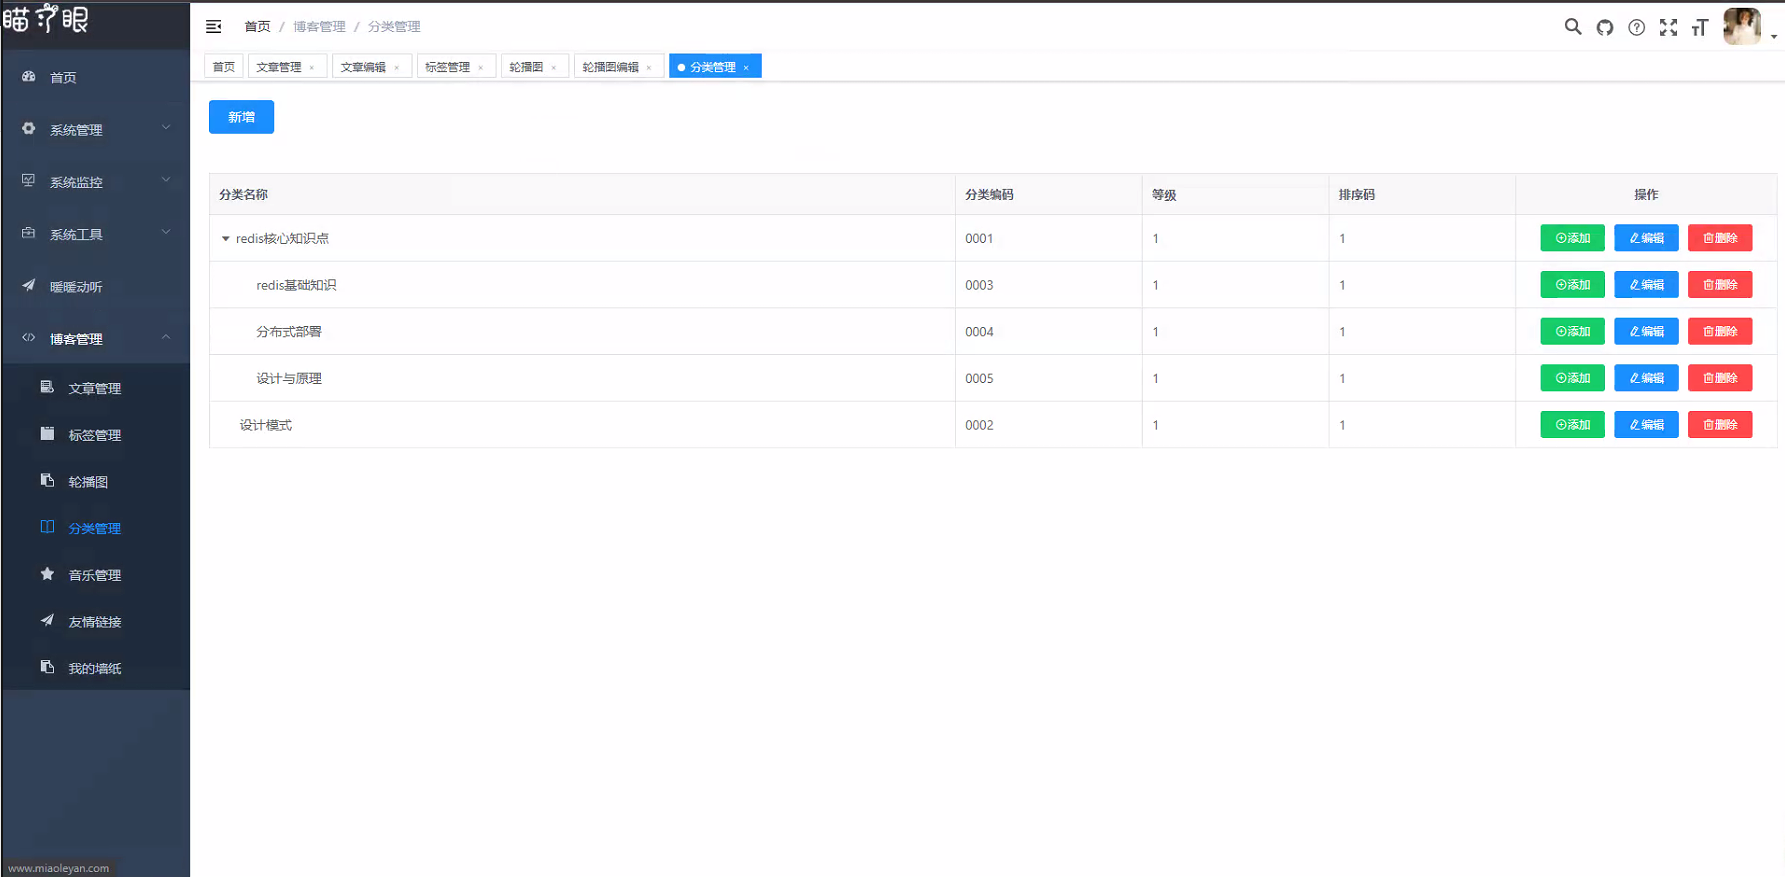 瞄了眼
首页 / 博客管理 / 分类管理
首页
文章管理 ×
文章编辑 ×
标签管理 ×
轮播图 ×
轮播图编辑 ×
分类管理 ×
首页
系统管理
系统监控
系统工具
暖暖动听
博客管理
文章管理
标签管理
轮播图
分类管理
音乐管理
友情链接
我的墙纸
新增
分类名称 分类编码 等级 排序码 操作
redis核心知识点 0001 1 1 添加 编辑 删除
redis基础知识 0003 1 1 添加 编辑 删除
分布式部署 0004 1 1 添加 编辑 删除
设计与原理 0005 1 1 添加 编辑 删除
设计模式 0002 1 1 添加 编辑 删除
www.miaoleyan.com